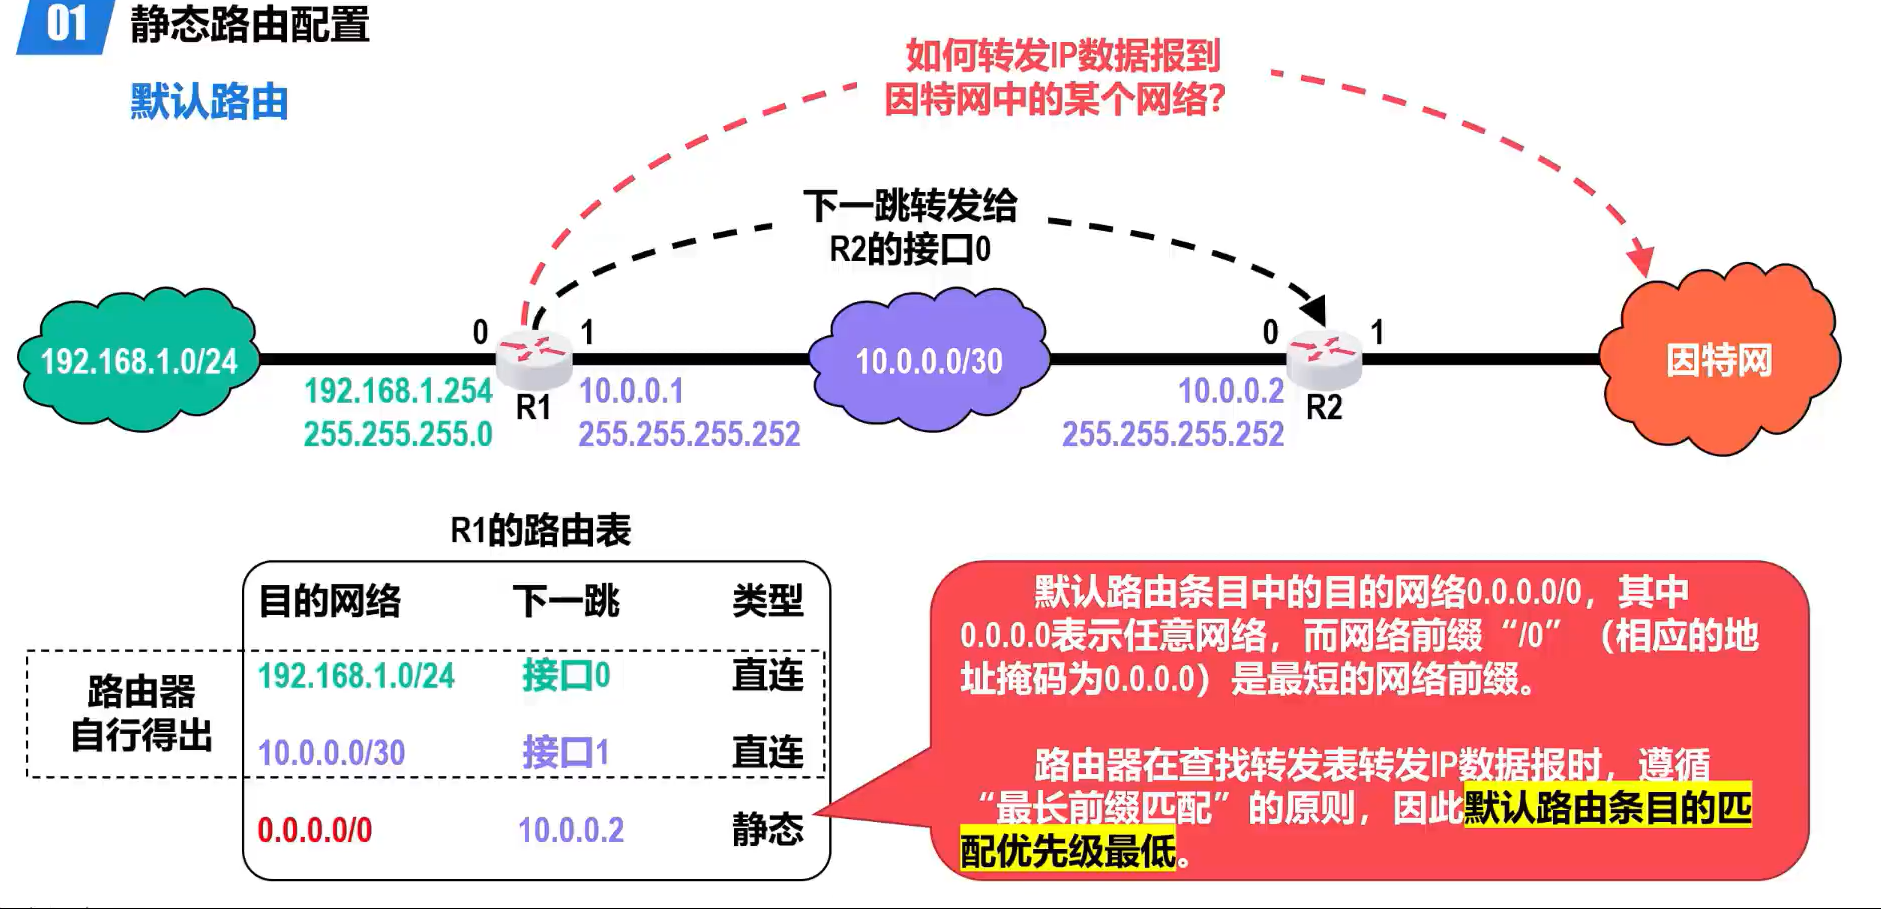 01 静态路由配置
默认路由
如何转发IP数据报到
因特网中的某个网络?
下一跳转发给
R2的接口0
0
1
0
1
192.168.1.0/24
10.0.0.0/30
因特网
192.168.1.254
255.255.255.0
R1
10.0.0.1
255.255.255.252
10.0.0.2
255.255.255.252
R2
R1的路由表
目的网络 下一跳 类型
路由器
自行得出
192.168.1.0/24 接口0 直连
10.0.0.0/30 接口1 直连
0.0.0.0/0 10.0.0.2 静态
默认路由条目中的目的网络0.0.0.0/0，其中
0.0.0.0表示任意网络，而网络前缀“/0”（相应的地
址掩码为0.0.0.0）是最短的网络前缀。
路由器在查找转发表转发IP数据报时，遵循
“最长前缀匹配”的原则，因此默认路由条目的匹
配优先级最低。